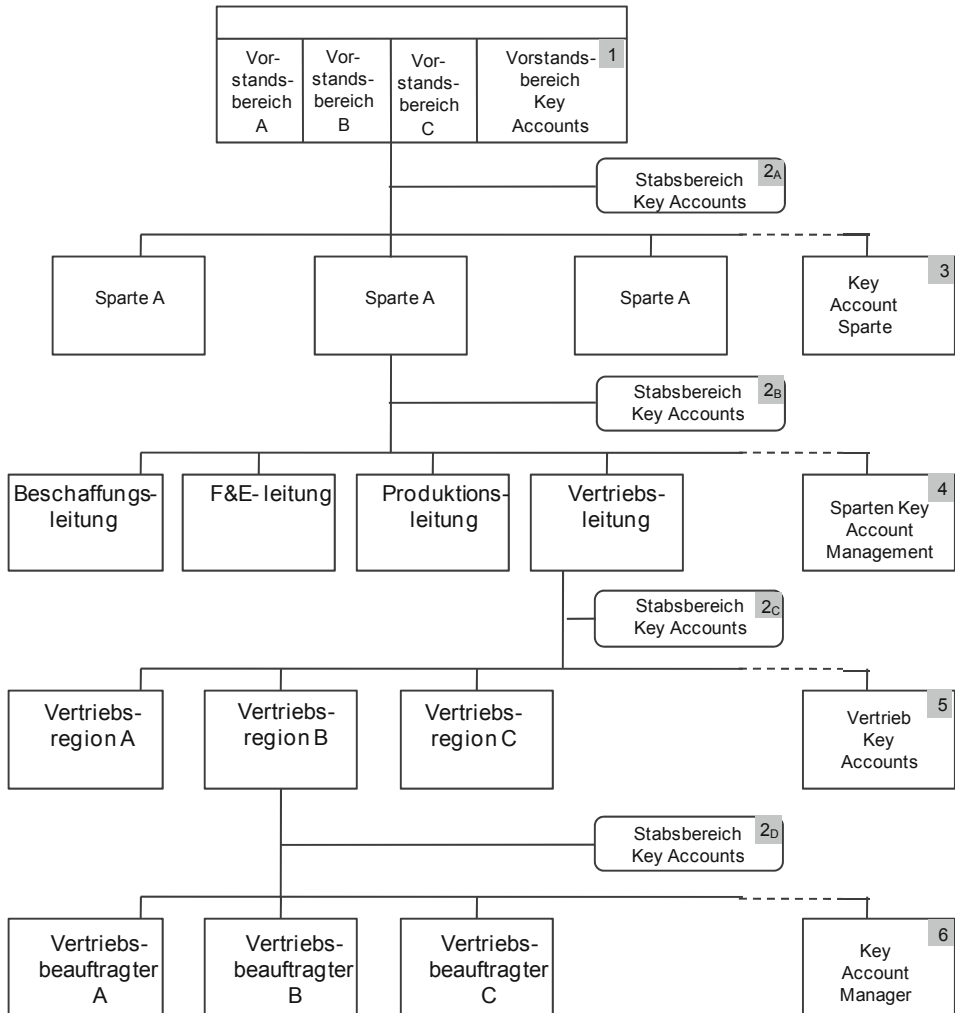 Vor-
stands-
bereich
A
Vor-
stands-
bereich
B
Vor-
stands-
bereich
C
Vorstands-
bereich
Key
Accounts
1
Stabsbereich
Key Accounts
2A
Sparte A
Sparte A
Sparte A
Key
Account
Sparte
3
Stabsbereich
Key Accounts
2B
Beschaffungs-
leitung
F&E- leitung
Produktions-
leitung
Vertriebs-
leitung
Sparten Key
Account
Management
4
Stabsbereich
Key Accounts
2C
Vertriebs-
region A
Vertriebs-
region B
Vertriebs-
region C
Vertrieb
Key
Accounts
5
Stabsbereich
Key Accounts
2D
Vertriebs-
beauftragter
A
Vertriebs-
beauftragter
B
Vertriebs-
beauftragter
C
Key
Account
Manager
6